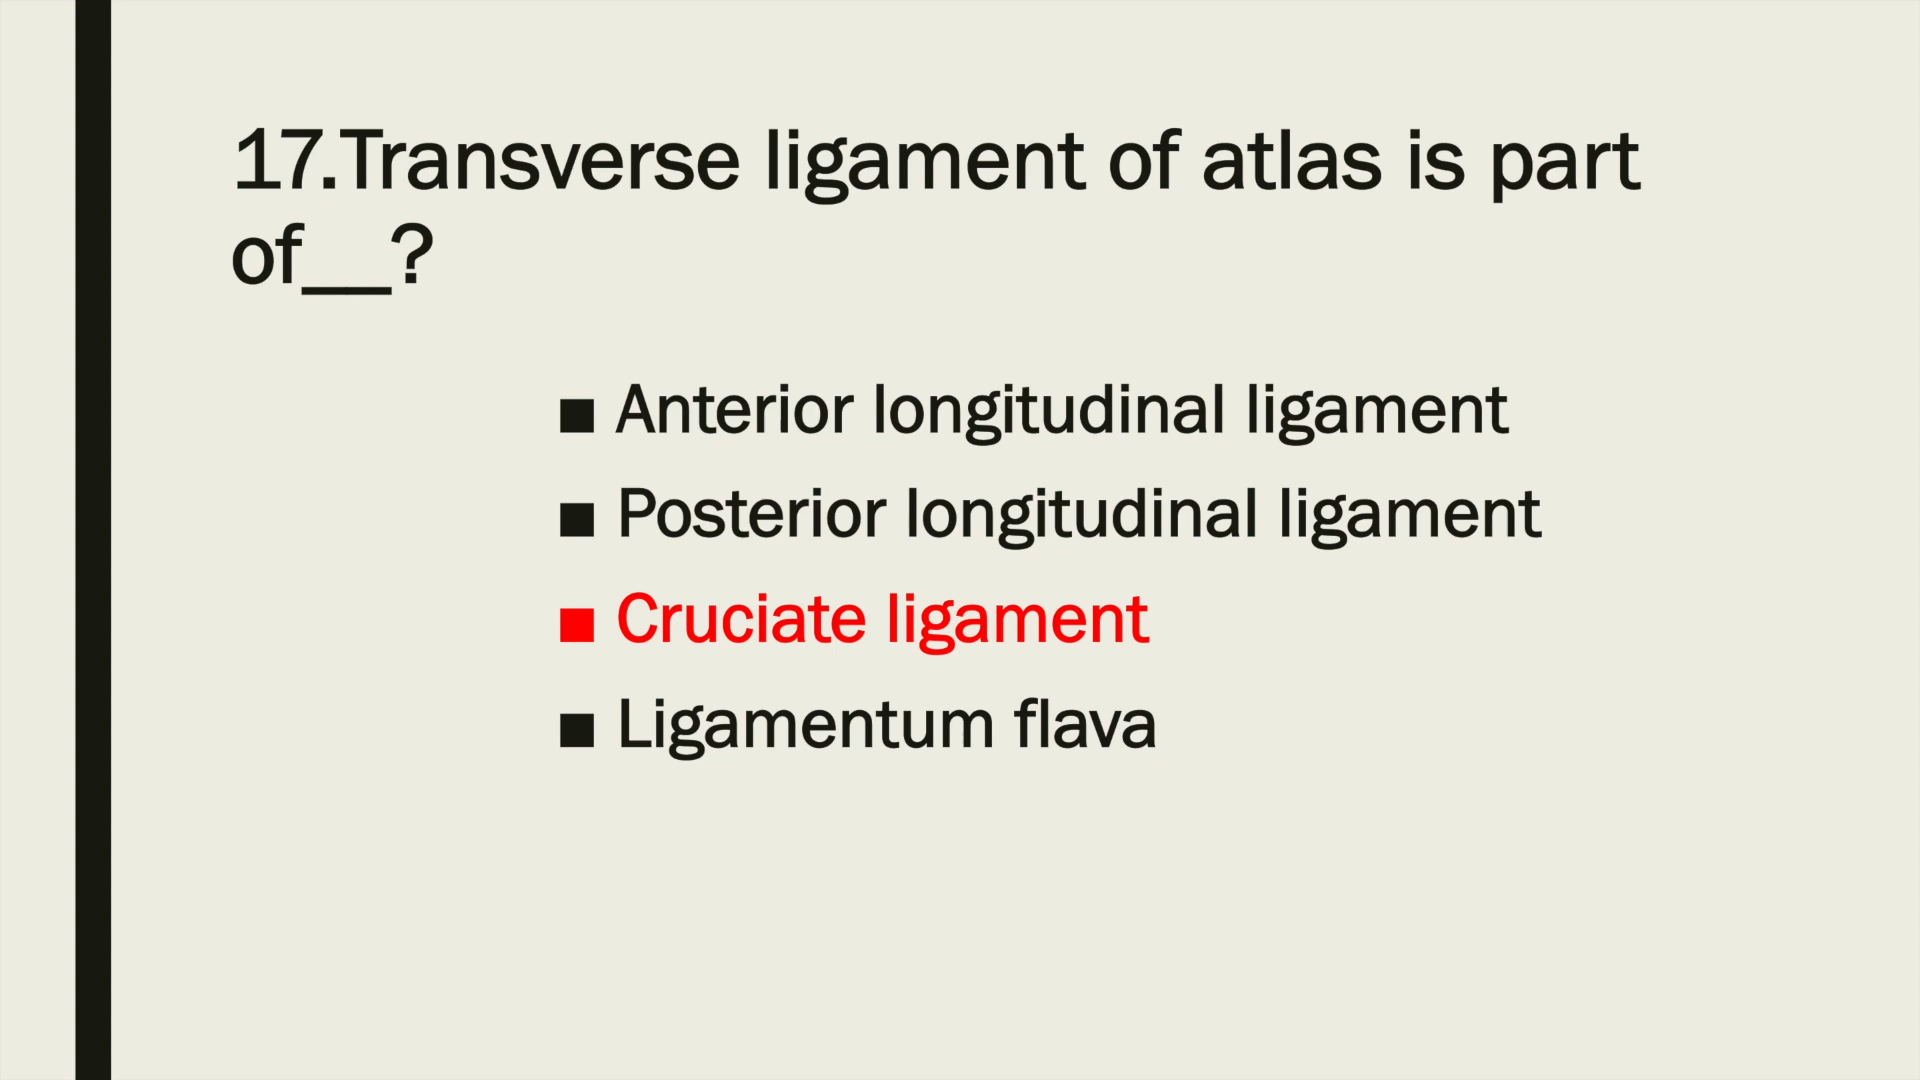 17.Transverse ligament of atlas is part
of__?
■ Anterior longitudinal ligament
■ Posterior longitudinal ligament
■ Cruciate ligament
■ Ligamentum flava